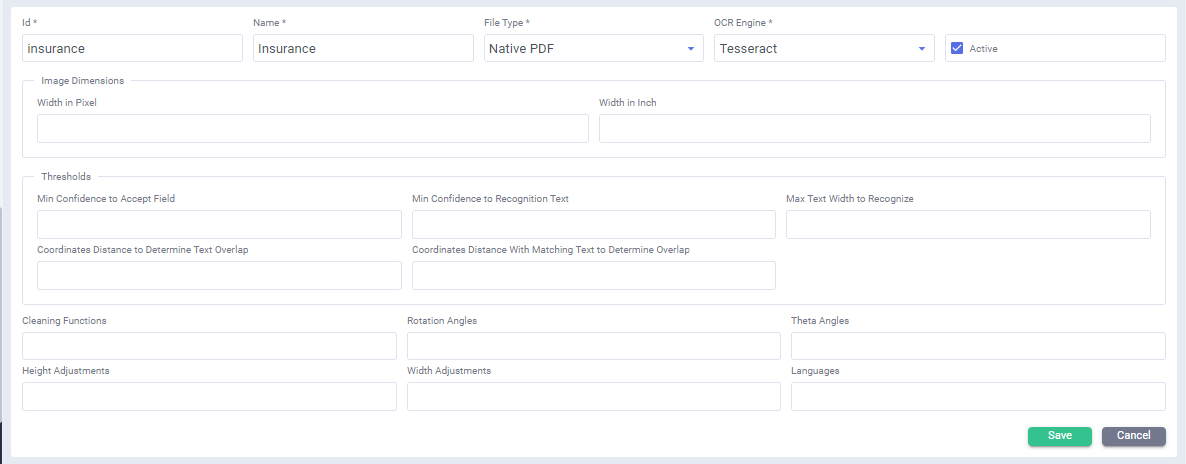 Id * Name * File Type * OCR Engine *
insurance Insurance Native PDF Tesseract Active
Image Dimensions
Width in Pixel Width in Inch
Thresholds
Min Confidence to Accept Field Min Confidence to Recognition Text Max Text Width to Recognize
Coordinates Distance to Determine Text Overlap Coordinates Distance With Matching Text to Determine Overlap
Cleaning Functions Rotation Angles Theta Angles
Height Adjustments Width Adjustments Languages
Save Cancel